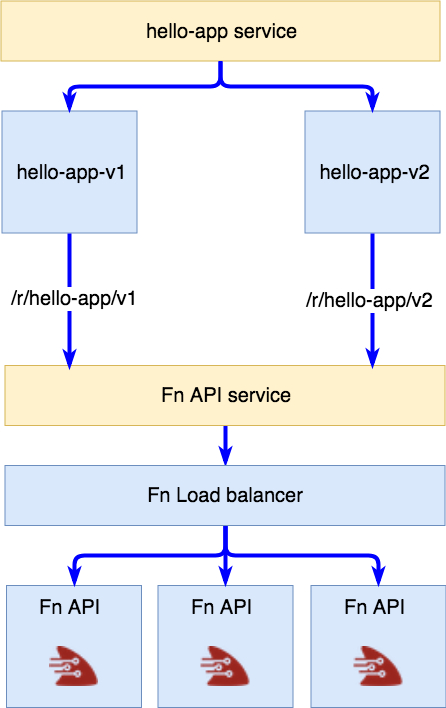 hello-app service
hello-app-v1
hello-app-v2
/r/hello-app/v1
/r/hello-app/v2
Fn API service
Fn Load balancer
Fn API
Fn API
Fn API